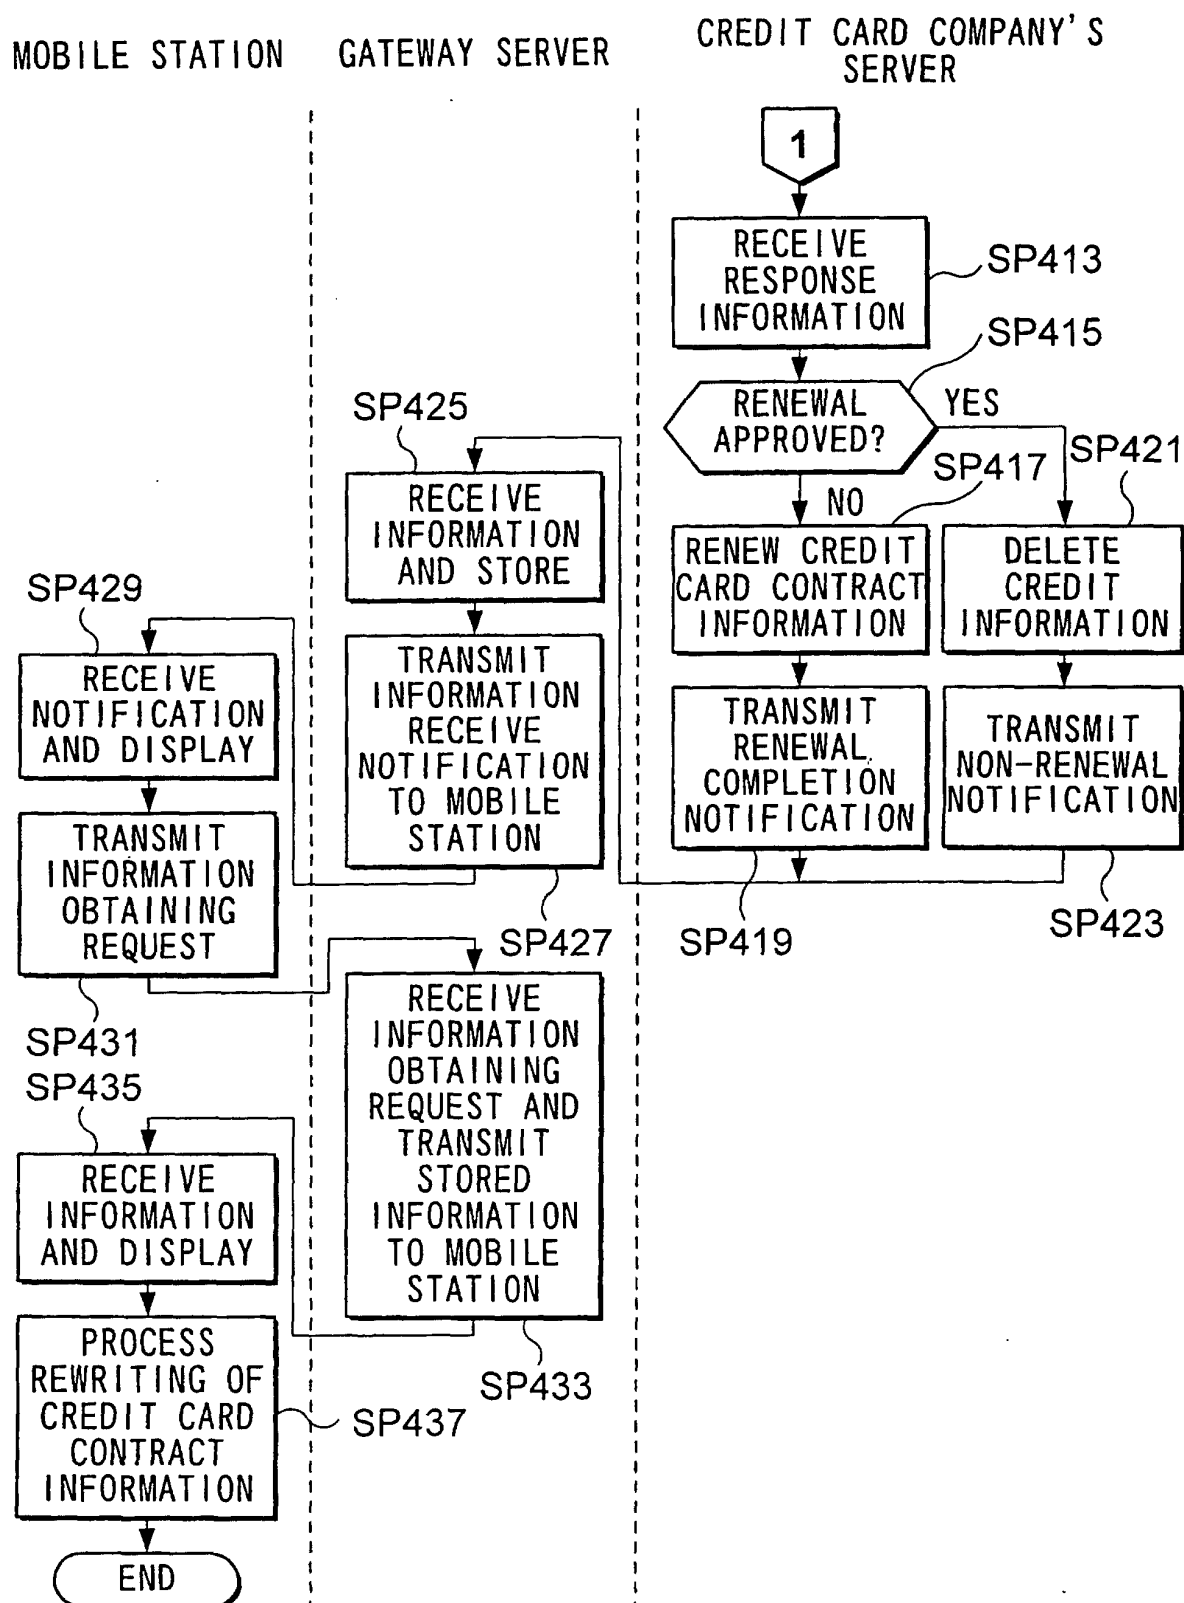 MOBILE STATION
GATEWAY SERVER
CREDIT CARD COMPANY'S
SERVER
1
RECEIVE
RESPONSE
INFORMATION
SP413
SP415
RENEWAL
APPROVED?
YES
NO
SP417
SP421
RENEW CREDIT
CARD CONTRACT
INFORMATION
DELETE
CREDIT
INFORMATION
TRANSMIT
RENEWAL
COMPLETION
NOTIFICATION
TRANSMIT
NON-RENEWAL
NOTIFICATION
SP419
SP423
SP425
RECEIVE
INFORMATION
AND STORE
TRANSMIT
INFORMATION
RECEIVE
NOTIFICATION
TO MOBILE
STATION
SP427
SP429
RECEIVE
NOTIFICATION
AND DISPLAY
TRANSMIT
INFORMATION
OBTAINING
REQUEST
SP431
RECEIVE
INFORMATION
OBTAINING
REQUEST AND
TRANSMIT
STORED
INFORMATION
TO MOBILE
STATION
SP433
SP435
RECEIVE
INFORMATION
AND DISPLAY
PROCESS
REWRITING OF
CREDIT CARD
CONTRACT
INFORMATION
SP437
END